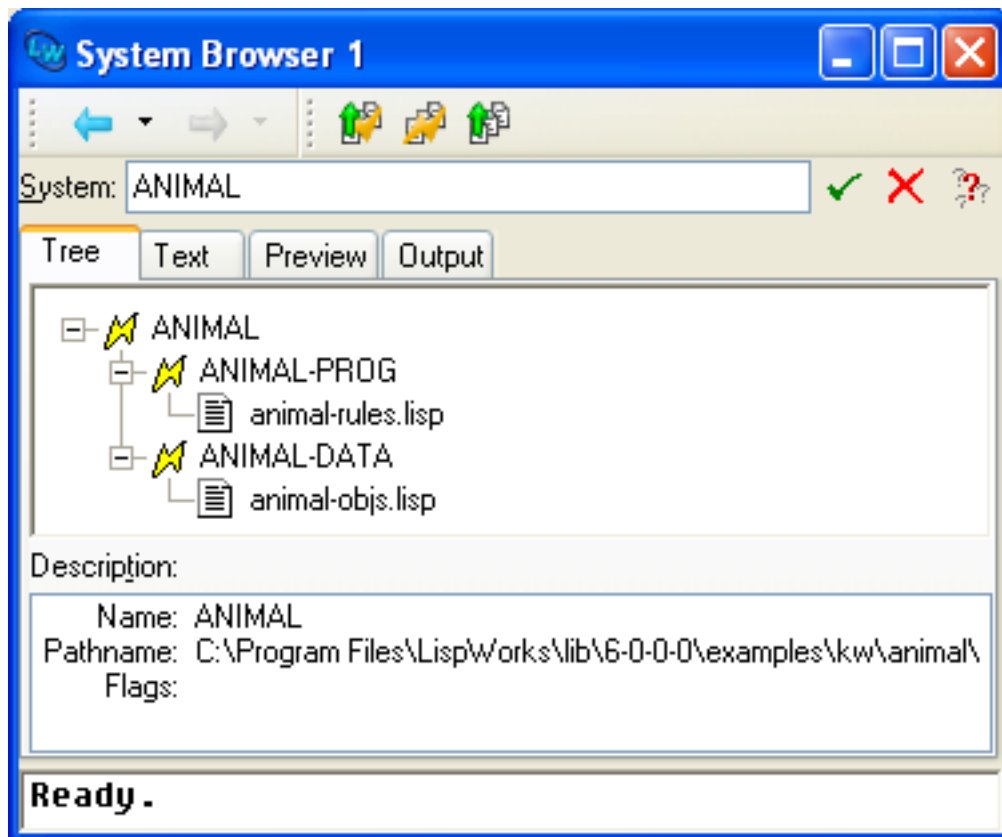 System Browser 1
System: ANIMAL
Tree Text Preview Output
ANIMAL
ANIMAL-PROG
animal-rules.lisp
ANIMAL-DATA
animal-objs.lisp
Description:
Name: ANIMAL
Pathname: C:\Program Files\LispWorks\lib\6-0-0-0\examples\kw\animal\
Flags:
Ready.